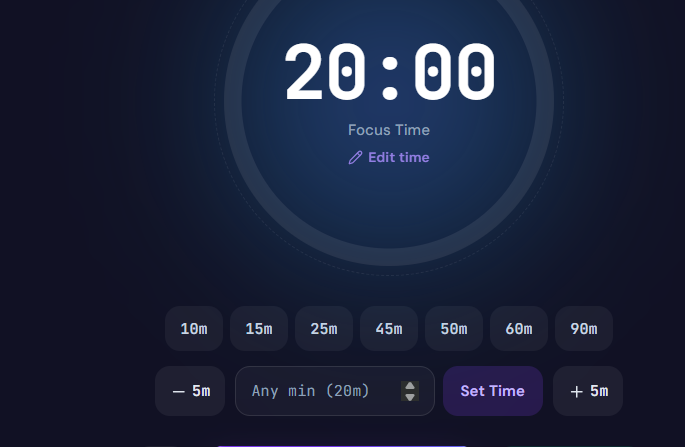 20:00
Focus Time
Edit time
10m 15m 25m 45m 50m 60m 90m
− 5m Any min (20m) Set Time + 5m